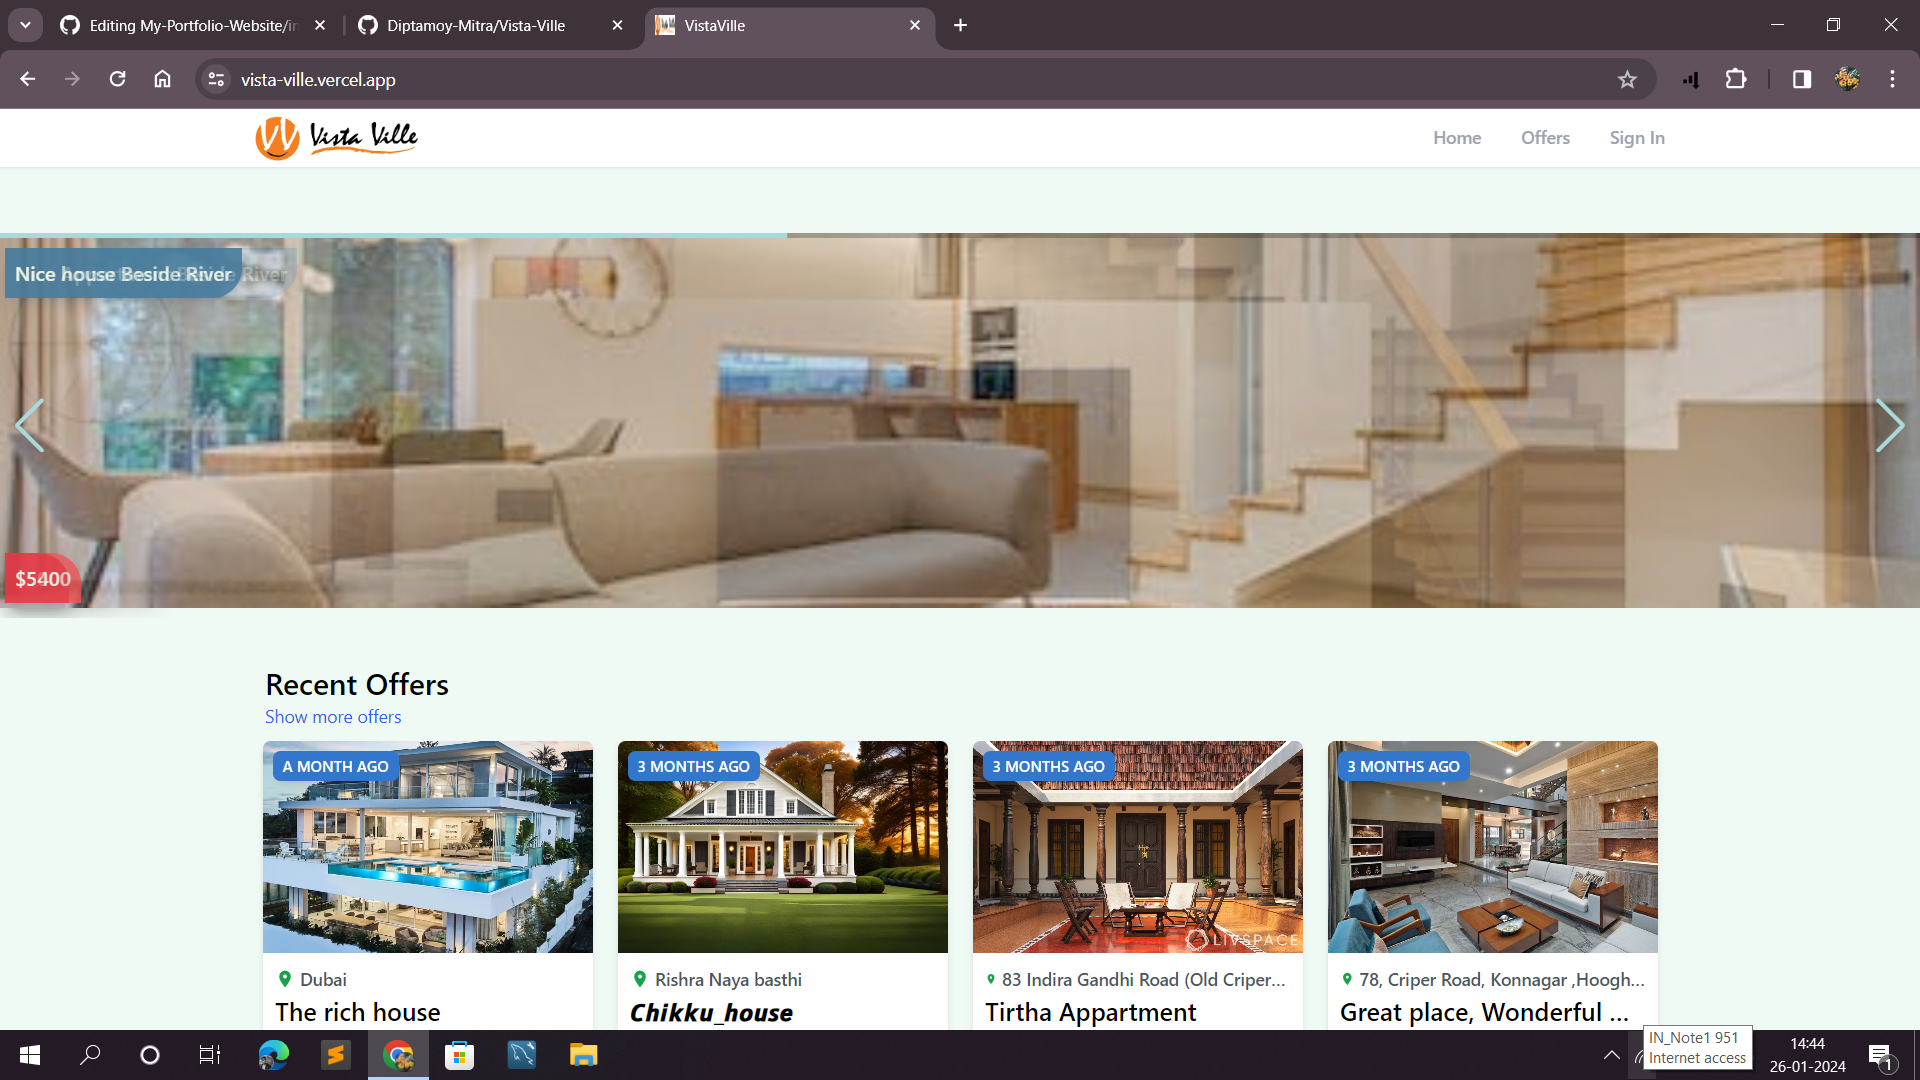 Editing My-Portfolio-Website/in
Diptamoy-Mitra/Vista-Ville
VistaVille
vista-ville.vercel.app
Vista Ville
Home
Offers
Sign In
Nice house Beside River
River
$5400
Recent Offers
Show more offers
A MONTH AGO
3 MONTHS AGO
3 MONTHS AGO
3 MONTHS AGO
LIVSPACE
Dubai
Rishra Naya basthi
83 Indira Gandhi Road (Old Criper...
78, Criper Road, Konnagar ,Hoogh...
The rich house
Chikku_house
Tirtha Appartment
Great place, Wonderful ...
IN_Note1 951
Internet access
14:44
26-01-2024
1